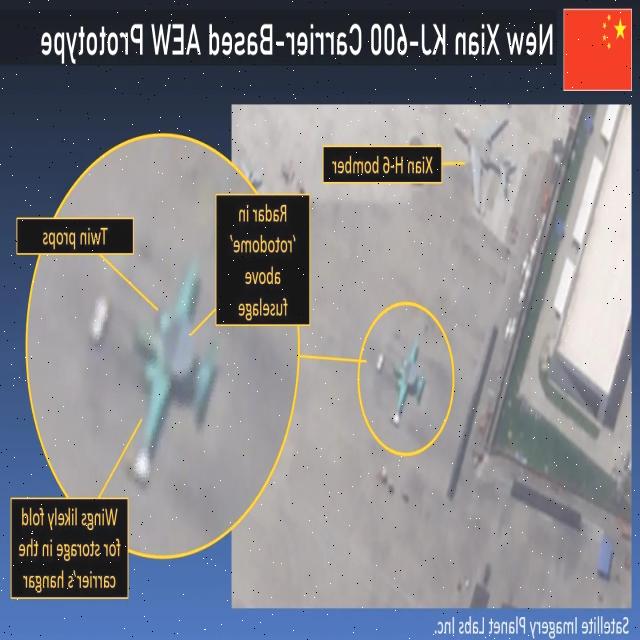 New Xian KJ-600 Carrier-Based AEW Prototype
Xian H-6 bomber
Radar in
'rotodome'
above
fuselage
Twin props
Wings likely fold
for storage in the
carrier's hangar
Satellite Imagery Planet Labs Inc.